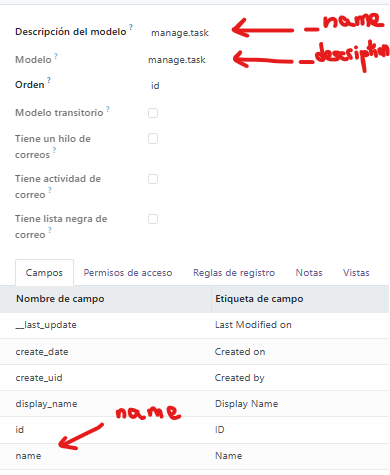 Descripción del modelo ? manage.task _name
Modelo ? manage.task _desciption
Orden ? id
Modelo transitorio ?
Tiene un hilo de
correos ?
Tiene actividad de
correo ?
Tiene lista negra de
correo ?
Campos Permisos de acceso Reglas de registro Notas Vistas
Nombre de campo Etiqueta de campo
__last_update Last Modified on
create_date Created on
create_uid Created by
display_name Display Name
name
id ID
name Name